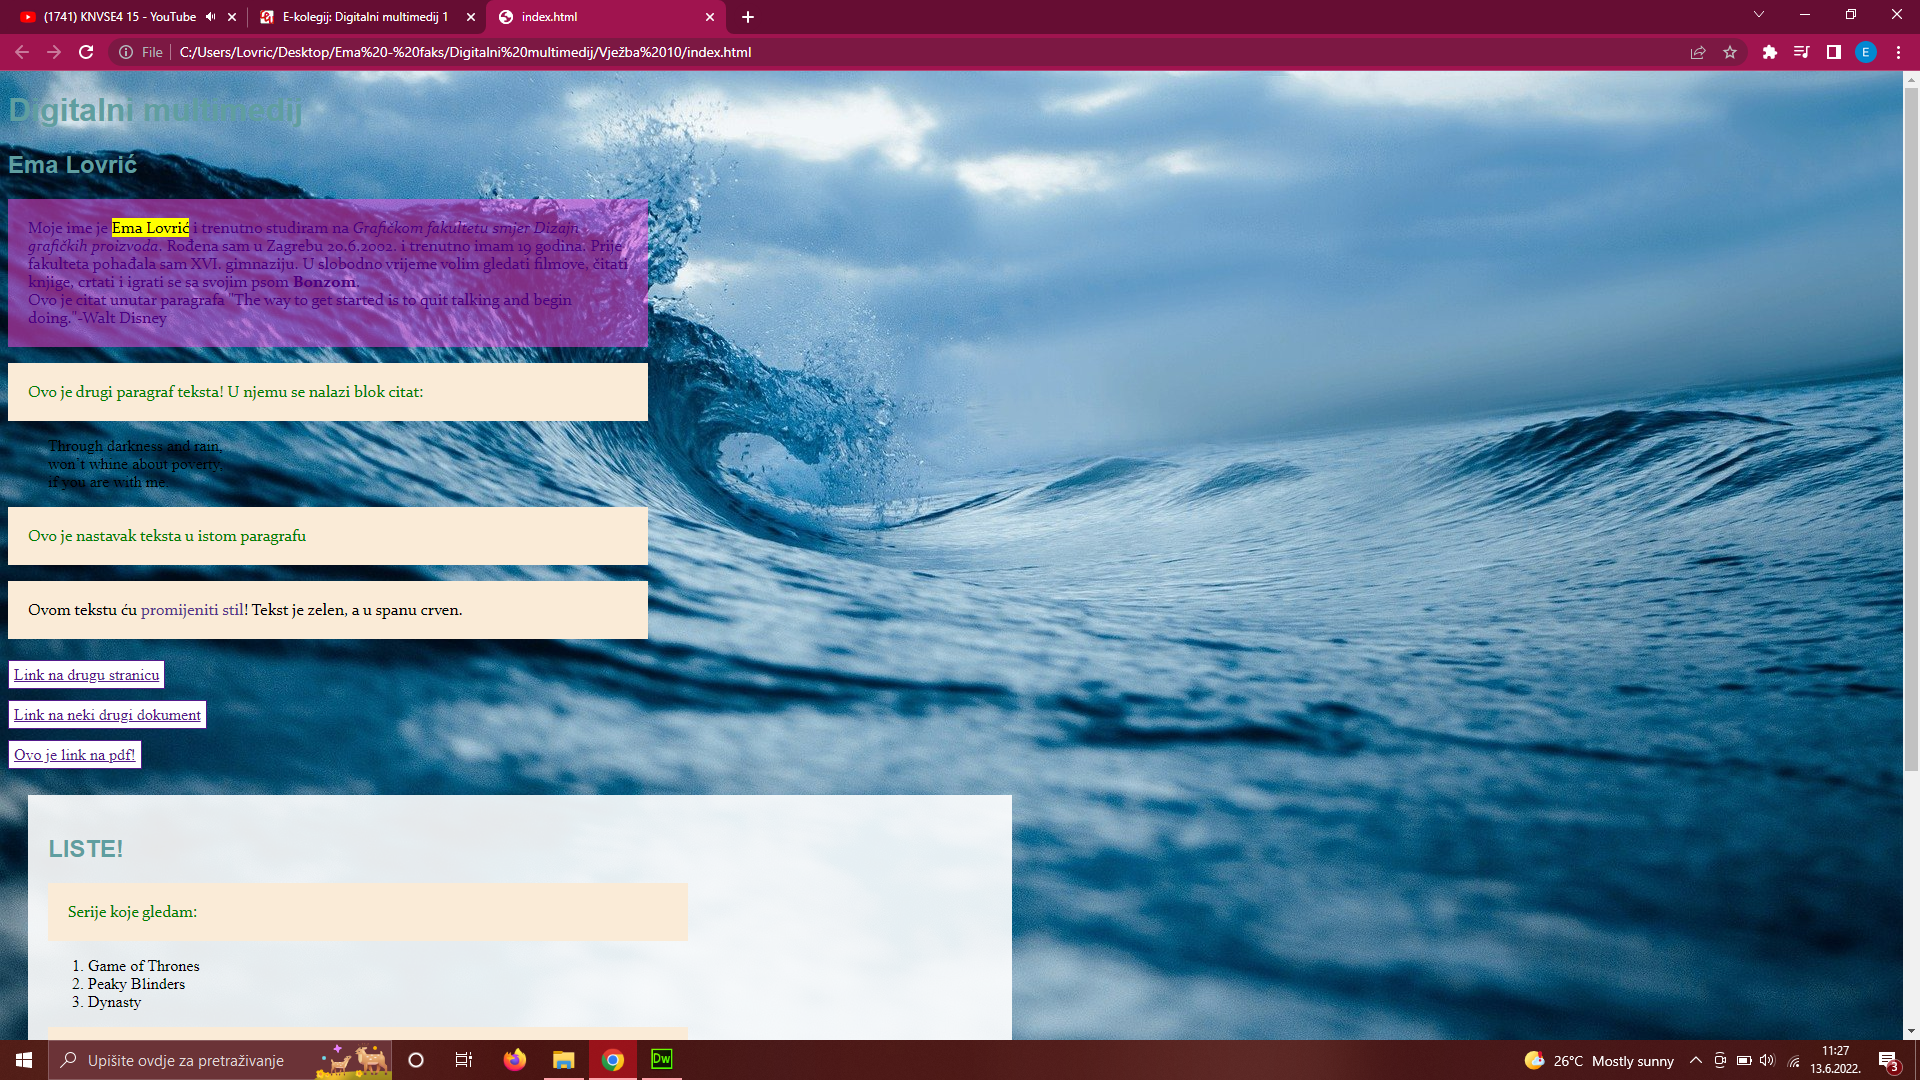 (1741) KNVSE4 15 - YouTube
E-kolegij: Digitalni multimedij 1
index.html
File
C:/Users/Lovric/Desktop/Ema%20-%20faks/Digitalni%20multimedij/Vježba%2010/index.html
E
Digitalni multimedij
Ema Lovrić
Moje ime je Ema Lovrić i trenutno studiram na Grafičkom fakultetu smjer Dizajn
grafičkih proizvoda. Rođena sam u Zagrebu 20.6.2002. i trenutno imam 19 godina. Prije
fakulteta pohađala sam XVI. gimnaziju. U slobodno vrijeme volim gledati filmove, čitati
knjige, crtati i igrati se sa svojim psom Bonzom.
Ovo je citat unutar paragrafa "The way to get started is to quit talking and begin
doing."-Walt Disney
Ovo je drugi paragraf teksta! U njemu se nalazi blok citat:
Through darkness and rain,
won't whine about poverty,
if you are with me.
Ovo je nastavak teksta u istom paragrafu
Ovom tekstu ću promijeniti stil! Tekst je zelen, a u spanu crven.
Link na drugu stranicu
Link na neki drugi dokument
Ovo je link na pdf!
LISTE!
Serije koje gledam:
1. Game of Thrones
2. Peaky Blinders
3. Dynasty
Upišite ovdje za pretraživanje
Dw
26°C Mostly sunny
11:27
13.6.2022.
3